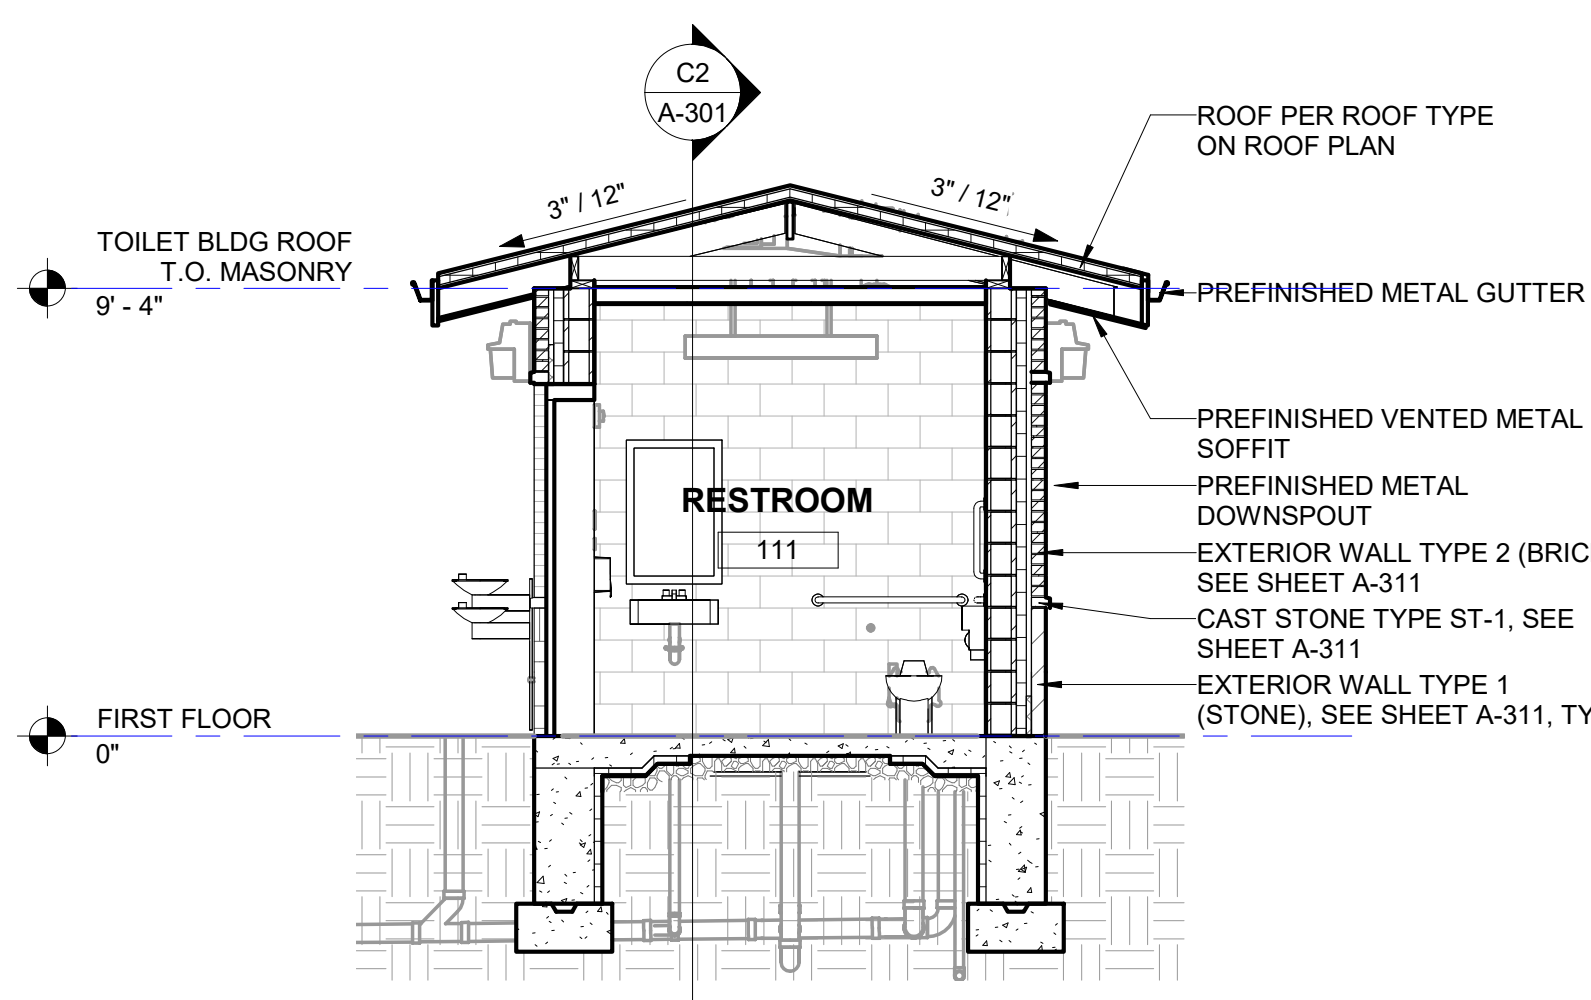 C2
A-301
ROOF PER ROOF TYPE
ON ROOF PLAN
3" / 12"
3" / 12"
TOILET BLDG ROOF
T.O. MASONRY
9' - 4"
PREFINISHED METAL GUTTER
PREFINISHED VENTED METAL
SOFFIT
PREFINISHED METAL
DOWNSPOUT
RESTROOM
111
EXTERIOR WALL TYPE 2 (BRIC
SEE SHEET A-311
CAST STONE TYPE ST-1, SEE
SHEET A-311
EXTERIOR WALL TYPE 1
(STONE), SEE SHEET A-311, TY
FIRST FLOOR
0"